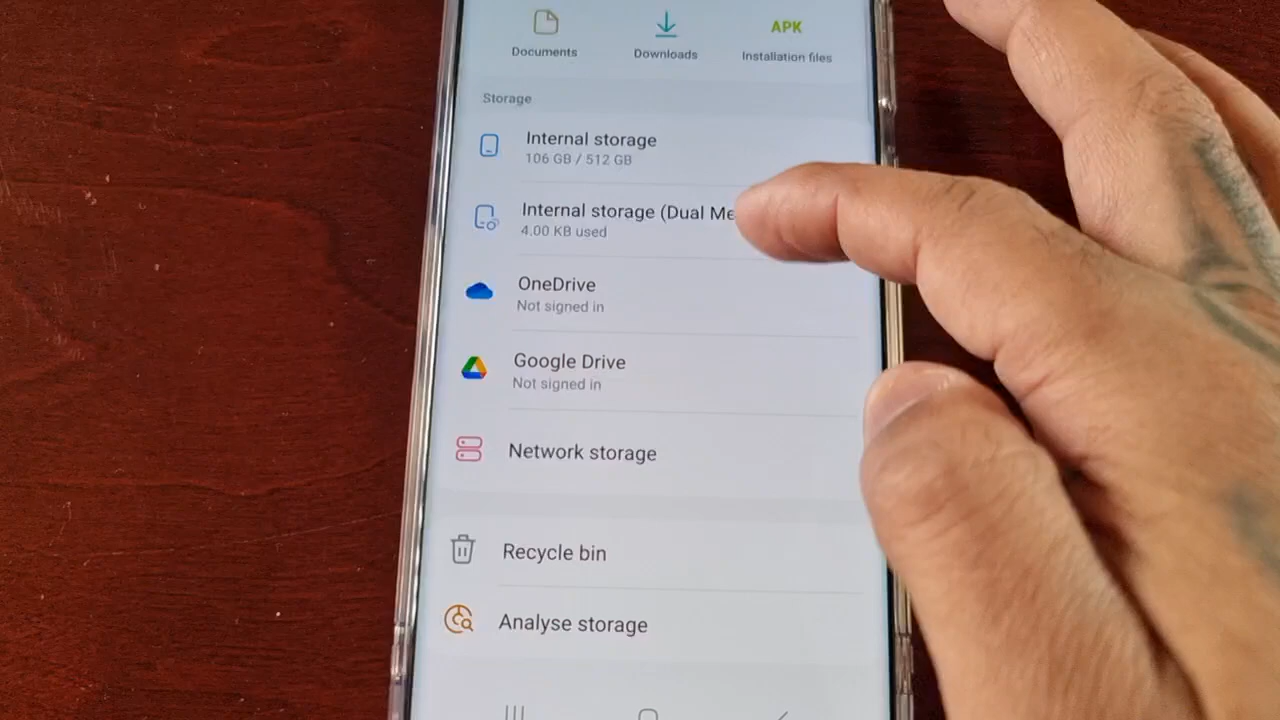 APK
Documents
Downloads
Installation files
Storage
Internal storage
106 GB / 512 GB
Internal storage (Dual Me
4.00 KB used
OneDrive
Not signed in
Google Drive
Not signed in
Network storage
Recycle bin
Analyse storage